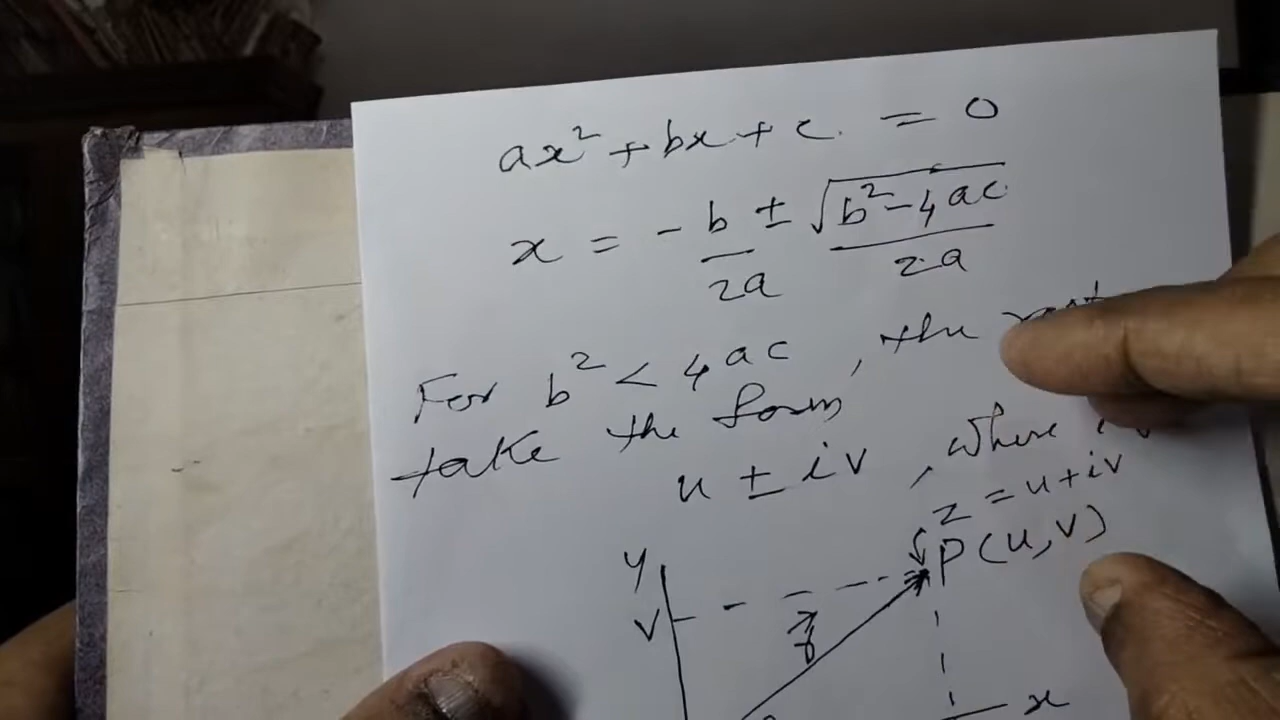 ax² + bx + c = 0
x = -b/2a ± √(b² - 4ac)/2a
For b² < 4ac, the
take the form
u ± iv, where
z = u + iv
P(u, v)
y
v
x